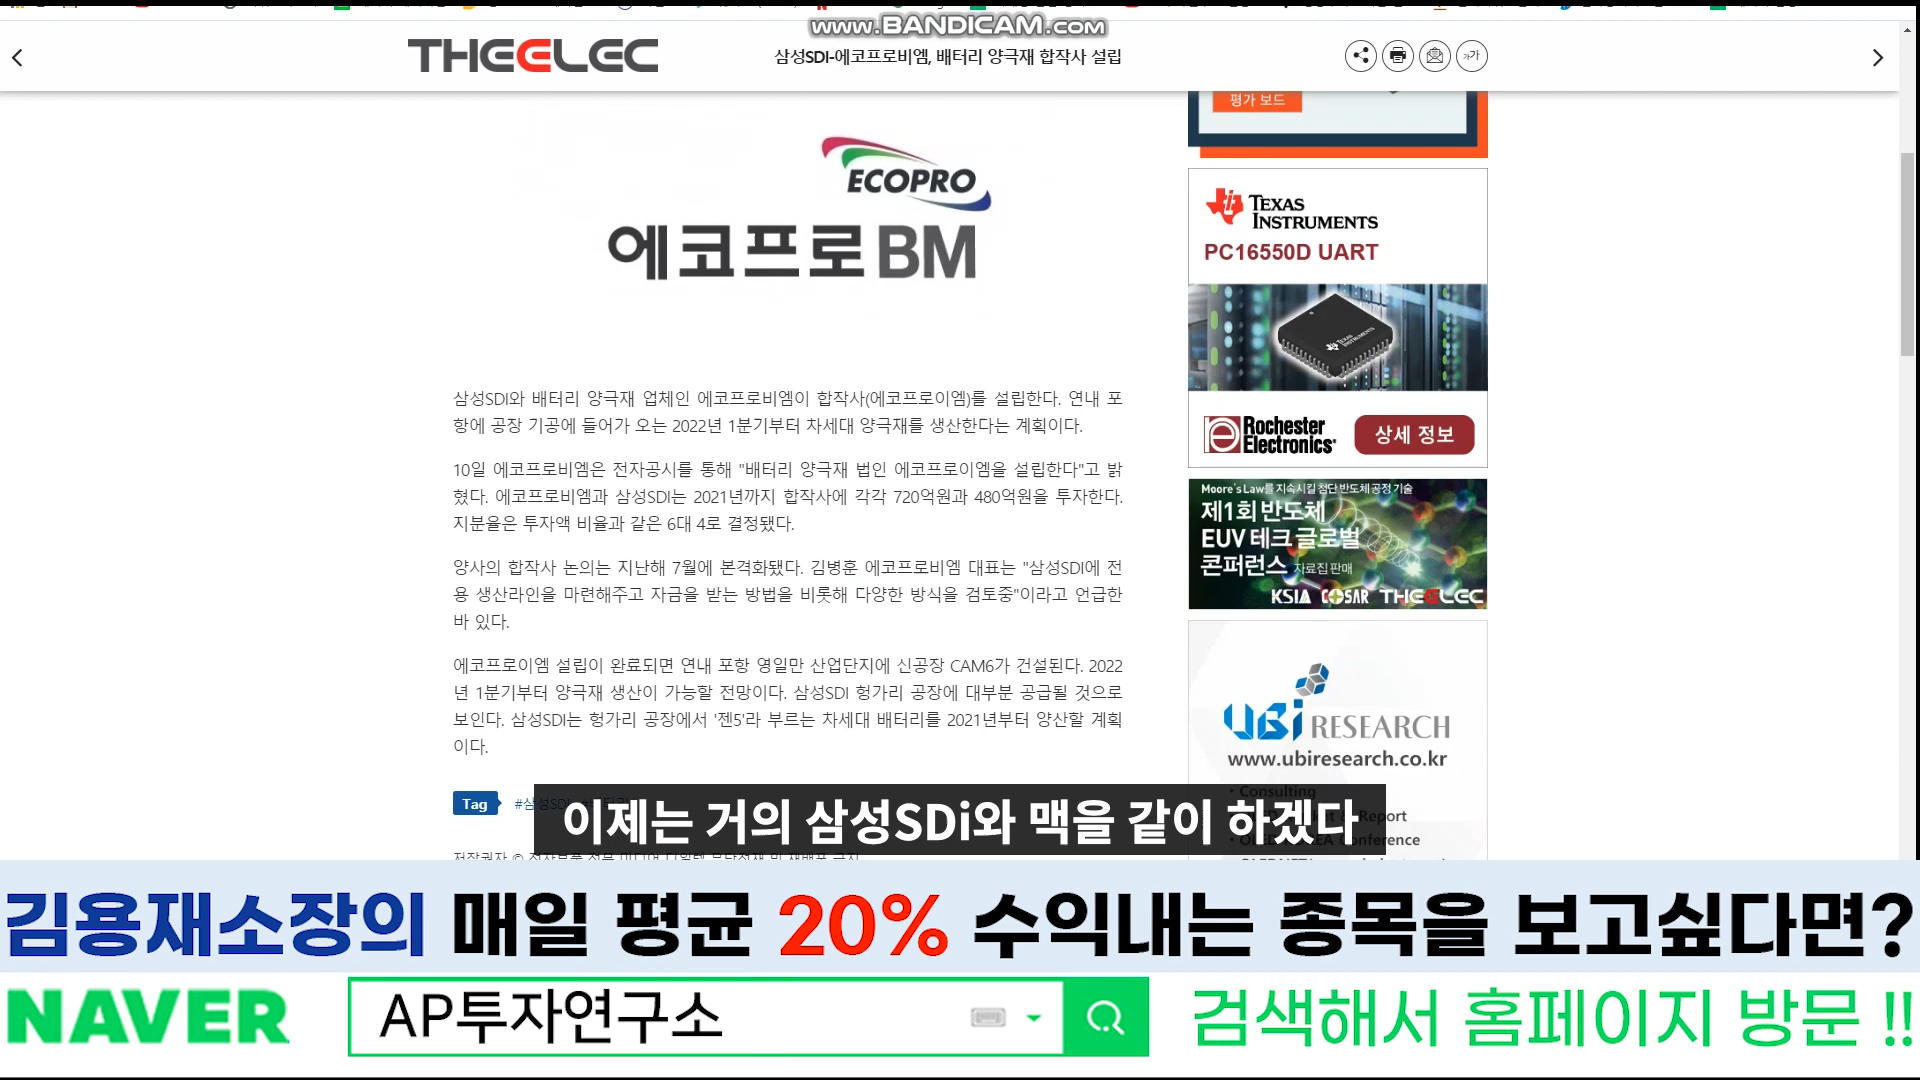 www.BANDICAM.com
THEELEC
삼성SDI-에코프로비엠, 배터리 양극재 합작사 설립
가가
평가 보드
ECOPRO
에코프로BM
TEXAS INSTRUMENTS
PC16550D UART
TEXAS INSTRUMENTS
Rochester Electronics
상세 정보
삼성SDI와 배터리 양극재 업체인 에코프로비엠이 합작사(에코프로이엠)를 설립한다. 연내 포
항에 공장 기공에 들어가 오는 2022년 1분기부터 차세대 양극재를 생산한다는 계획이다.
10일 에코프로비엠은 전자공시를 통해 "배터리 양극재 법인 에코프로이엠을 설립한다"고 밝
혔다. 에코프로비엠과 삼성SDI는 2021년까지 합작사에 각각 720억원과 480억원을 투자한다.
지분율은 투자액 비율과 같은 6대 4로 결정됐다.
양사의 합작사 논의는 지난해 7월에 본격화됐다. 김병훈 에코프로비엠 대표는 "삼성SDI에 전
용 생산라인을 마련해주고 자금을 받는 방법을 비롯해 다양한 방식을 검토중"이라고 언급한
바 있다.
에코프로이엠 설립이 완료되면 연내 포항 영일만 산업단지에 신공장 CAM6가 건설된다. 2022
년 1분기부터 양극재 생산이 가능할 전망이다. 삼성SDI 헝가리 공장에 대부분 공급될 것으로
보인다. 삼성SDI는 헝가리 공장에서 '젠5'라 부르는 차세대 배터리를 2021년부터 양산할 계획
이다.
Moore's Law를 지속시킬 첨단 반도체 공정 기술
제1회 반도체
EUV 테크 글로벌
콘퍼런스 자료집 판매
KSIA COSAR THEELEC
UBI RESEARCH
www.ubiresearch.co.kr
· Consulting
Report
Conference
Tag #삼성SDI
이제는 거의 삼성SDi와 맥을 같이 하겠다
김용재소장의 매일 평균 20% 수익내는 종목을 보고싶다면?
NAVER AP투자연구소 검색해서 홈페이지 방문 !!